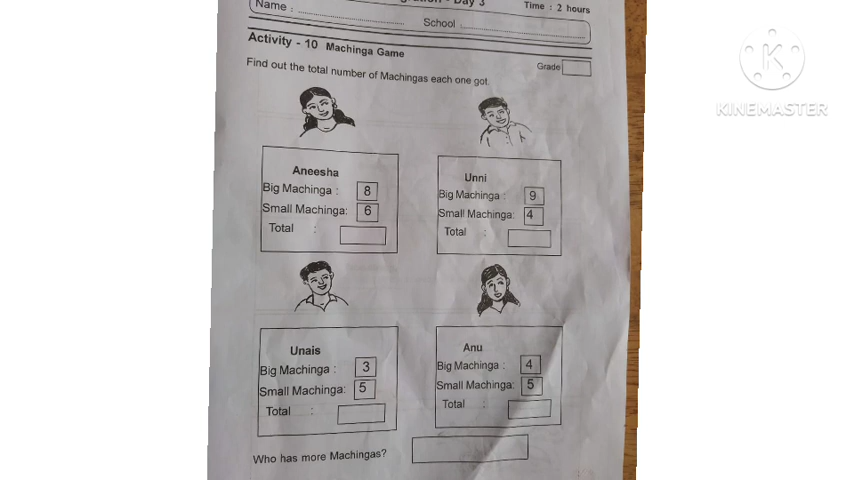 Day 3
Time : 2 hours
Name :
School :
Activity - 10 Machinga Game
Grade
Find out the total number of Machingas each one got.
Aneesha
Big Machinga : 8
Small Machinga: 6
Total :
Unni
Big Machinga : 9
Small Machinga: 4
Total :
Unais
Big Machinga : 3
Small Machinga: 5
Total :
Anu
Big Machinga : 4
Small Machinga: 5
Total :
Who has more Machingas?
KINEMASTER